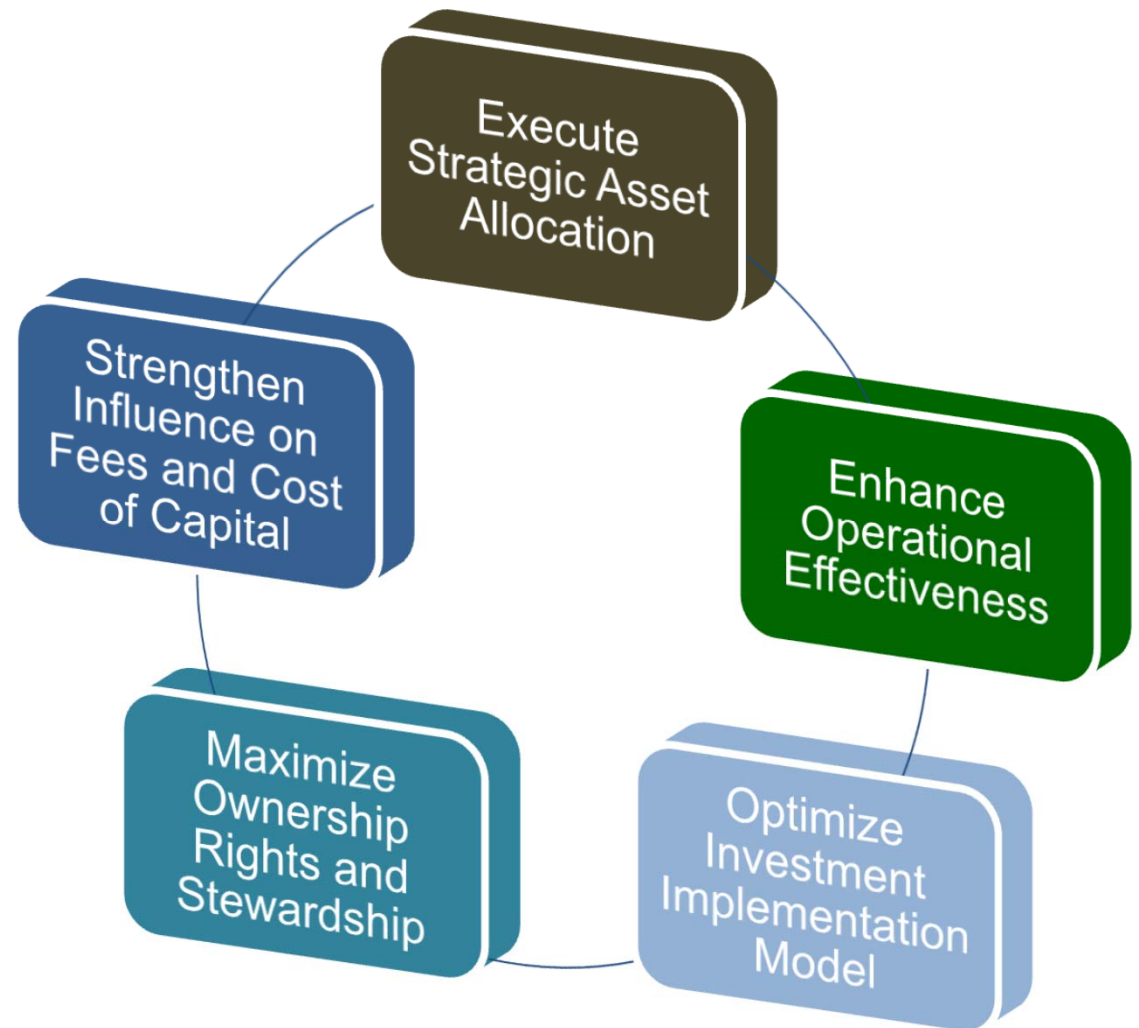 Execute
Strategic Asset
Allocation
Enhance
Operational
Effectiveness
Optimize
Investment
Implementation
Model
Maximize
Ownership
Rights and
Stewardship
Strengthen
Influence on
Fees and Cost
of Capital